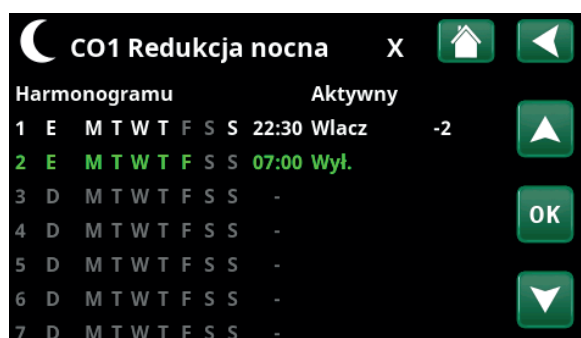 CO1 Redukcja nocna X
Harmonogramu Aktywny
1 E M T W T F S S 22:30 Wlacz -2
2 E M T W T F S S 07:00 Wył.
3 D M T W T F S S -
4 D M T W T F S S -
OK
5 D M T W T F S S -
6 D M T W T F S S -
7 D M T W T F S S -